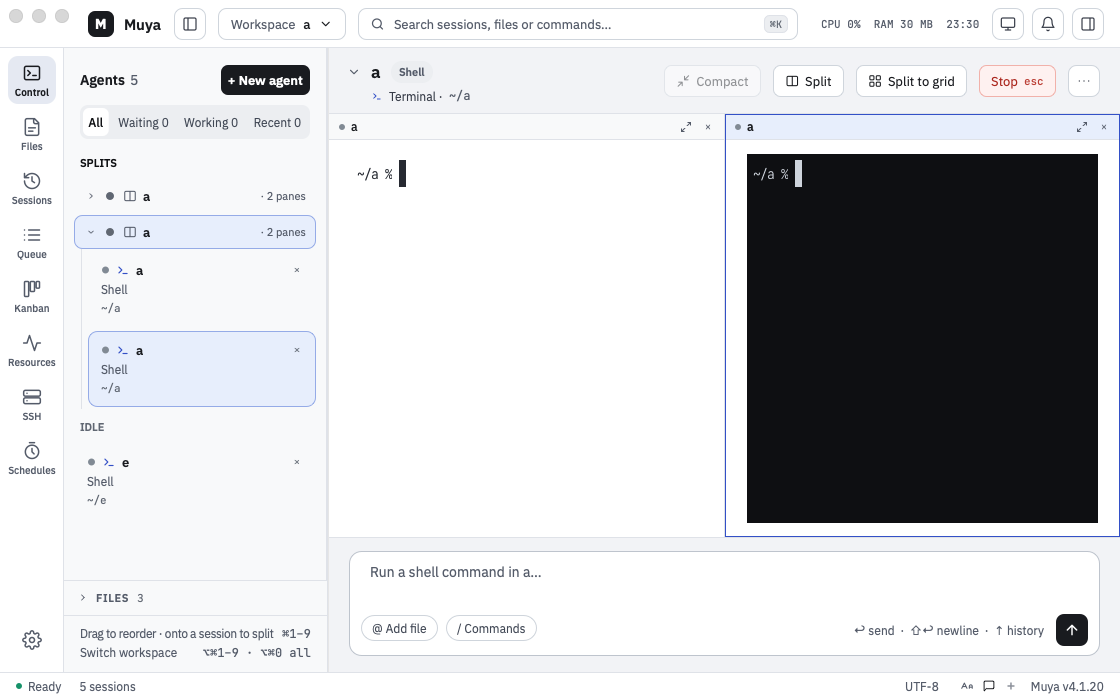 M Muya Workspace a Search sessions, files or commands... ⌘K CPU 0% RAM 30 MB 23:30
Control
Files
Sessions
Queue
Kanban
Resources
SSH
Schedules
Agents 5 + New agent
All Waiting 0 Working 0 Recent 0
SPLITS
a · 2 panes
a · 2 panes
a ×
Shell
~/a
a ×
Shell
~/a
IDLE
e ×
Shell
~/e
FILES 3
Drag to reorder · onto a session to split ⌘1–9
Switch workspace ⌥⌘1–9 · ⌥⌘0 all
a Shell
Terminal · ~/a
Compact Split Split to grid Stop esc ···
a ×
~/a %
a ×
~/a %
Run a shell command in a...
@ Add file / Commands ↩ send · ⇧↩ newline · ↑ history
Ready 5 sessions UTF-8 AA + Muya v4.1.20